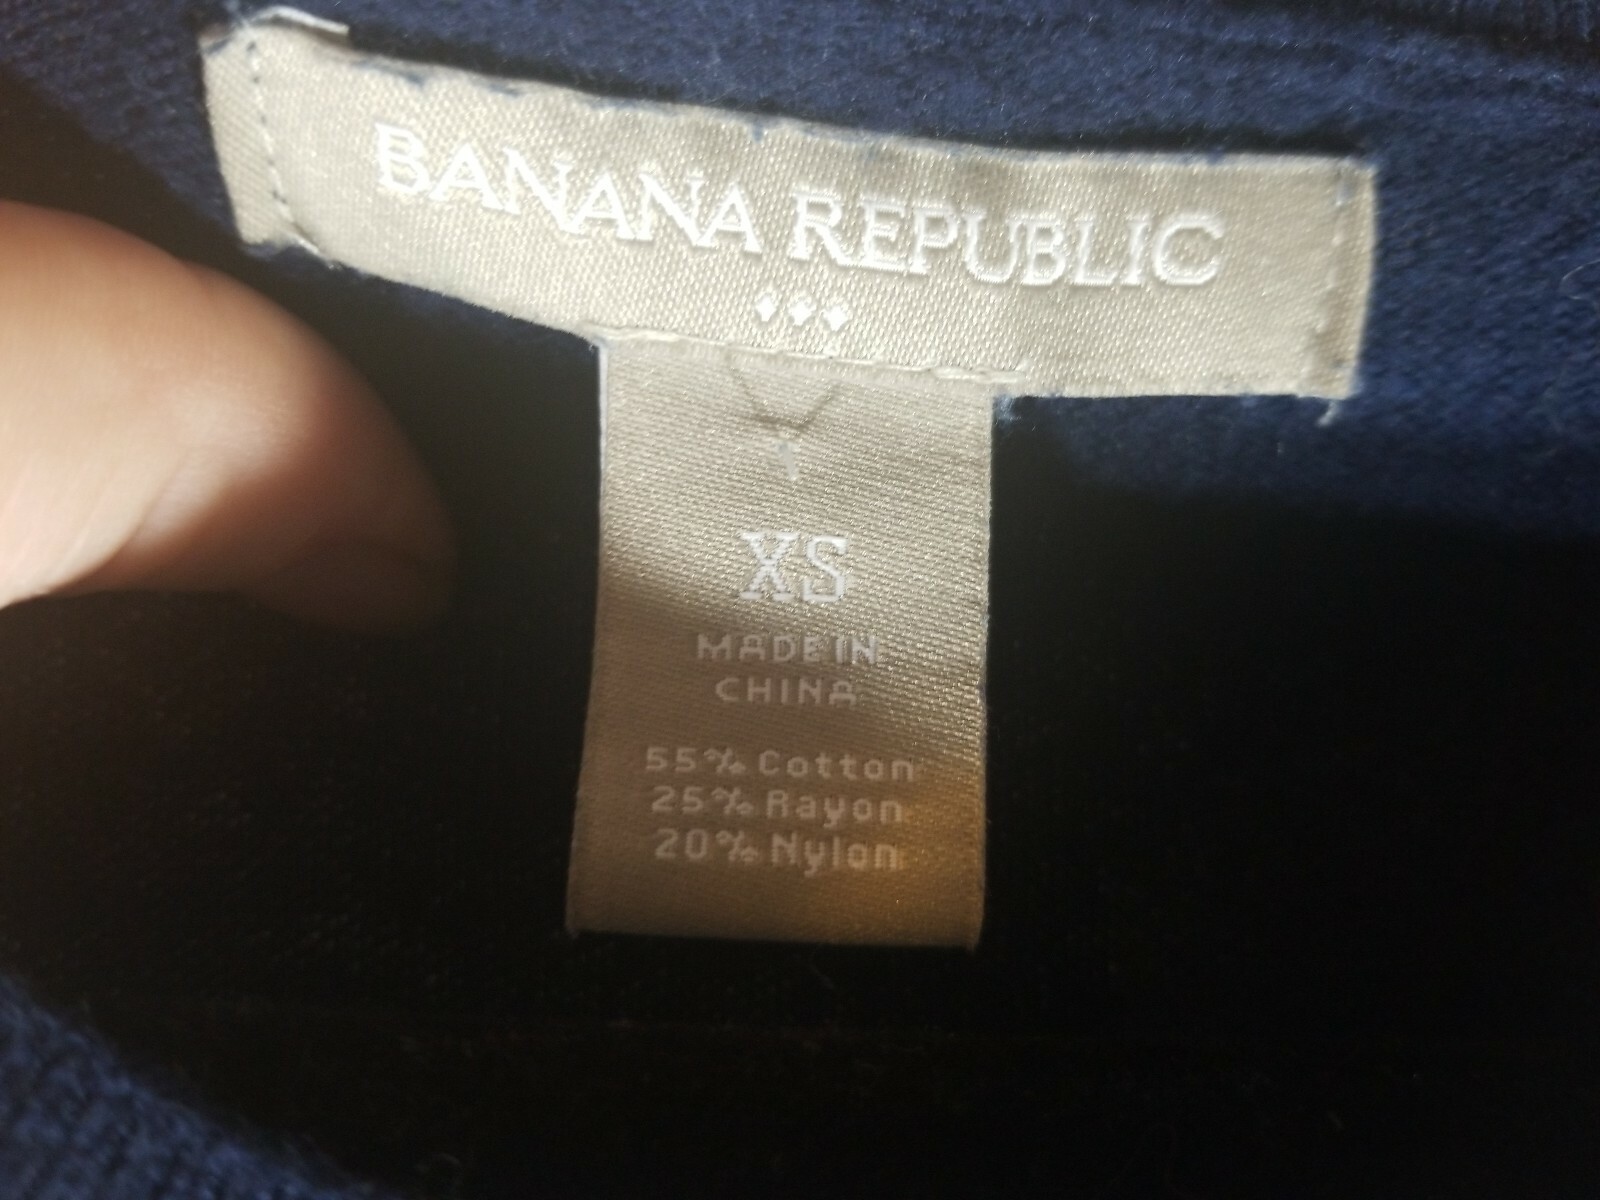 BANANA REPUBLIC
XS
MADE IN
CHINA
55% Cotton
25% Rayon
20% Nylon